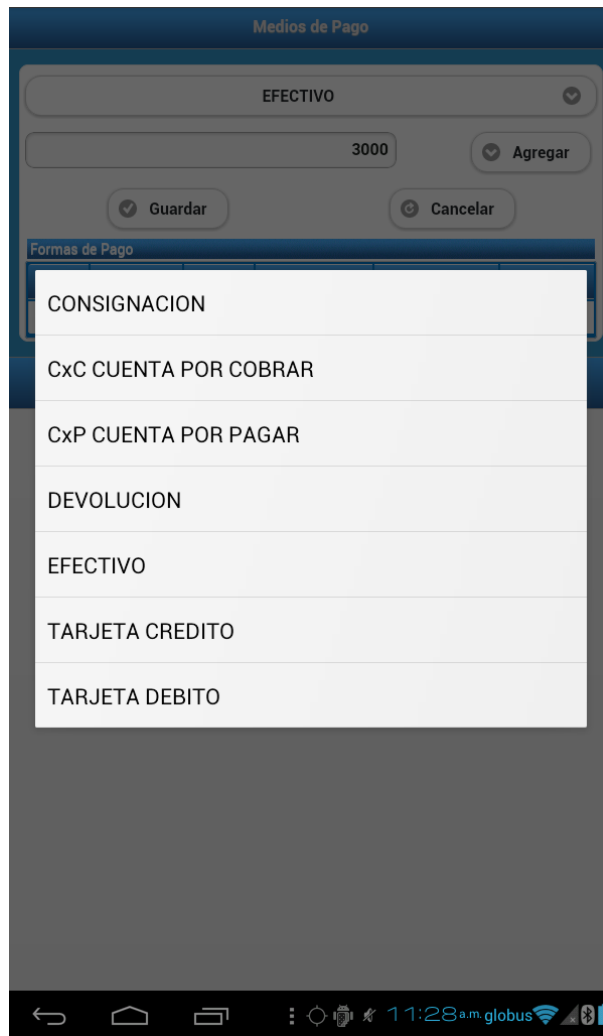 Medios de Pago
EFECTIVO
3000 Agregar
Guardar Cancelar
Formas de Pago
CONSIGNACION
CxC CUENTA POR COBRAR
CxP CUENTA POR PAGAR
DEVOLUCION
EFECTIVO
TARJETA CREDITO
TARJETA DEBITO
11:28 a.m. globus